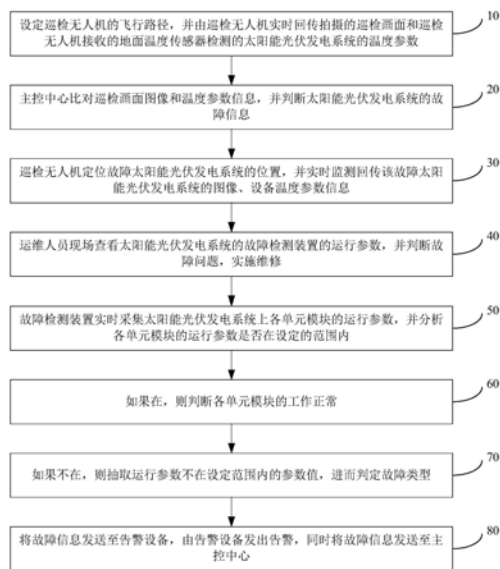 设定巡检无人机的飞行路径，并由巡检无人机实时回传拍摄的巡检画面和巡检
无人机接收的地面温度传感器检测的太阳能光伏发电系统的温度参数
10
主控中心比对巡检画面图像和温度参数信息，并判断太阳能光伏发电系统的故
障信息
20
巡检无人机定位故障太阳能光伏发电系统的位置，并实时监测回传该故障太阳
能光伏发电系统的图像、设备温度参数信息
30
运维人员现场查看太阳能光伏发电系统的故障检测装置的运行参数，并判断故
障问题，实施维修
40
故障检测装置实时采集太阳能光伏发电系统上各单元模块的运行参数，并分析
各单元模块的运行参数是否在设定的范围内
50
如果在，则判断各单元模块的工作正常
60
如果不在，则抽取运行参数不在设定范围内的参数值，进而判定故障类型
70
将故障信息发送至告警设备，由告警设备发出告警，同时将故障信息发送至主
控中心
80